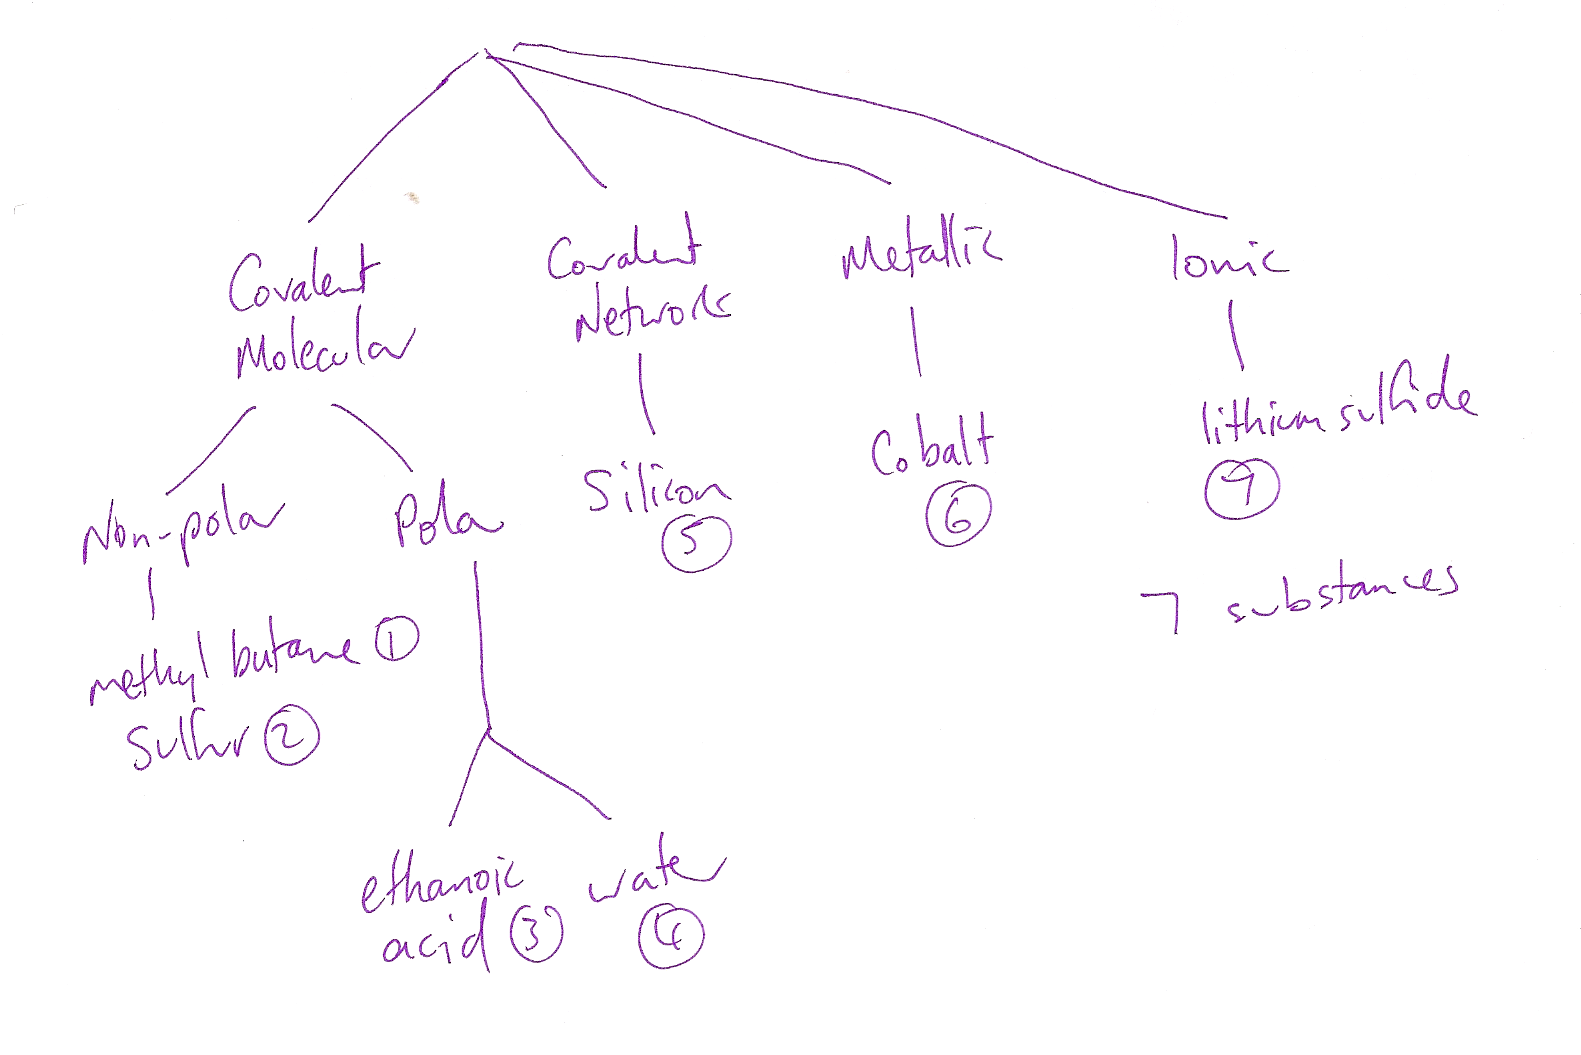 Covalent
Molecular
Covalent
Network
Metallic
Ionic
Non-polar
Polar
Silicon
5
Cobalt
6
lithium sulfide
7
7 substances
methyl butane 1
Sulfur 2
ethanoic
acid 3
water
4